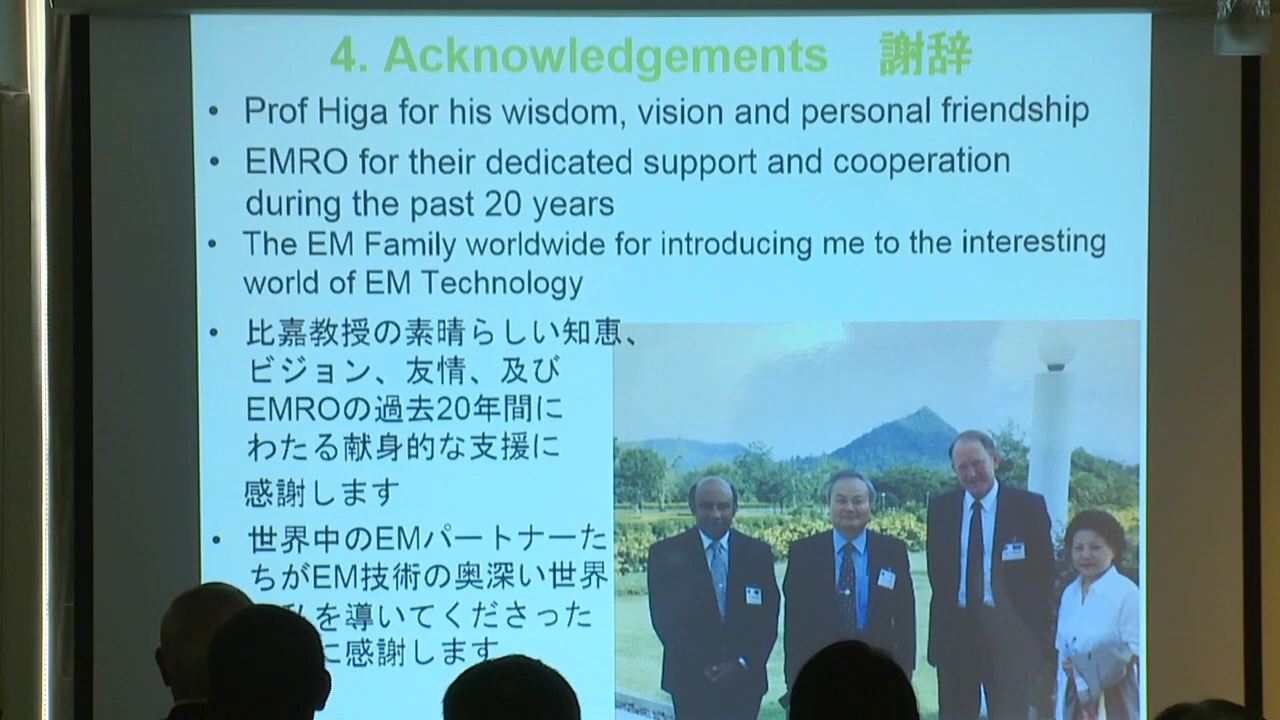 4. Acknowledgements 謝辞
• Prof Higa for his wisdom, vision and personal friendship
• EMRO for their dedicated support and cooperation
during the past 20 years
• The EM Family worldwide for introducing me to the interesting
world of EM Technology
• 比嘉教授の素晴らしい知恵、
ビジョン、友情、及び
EMROの過去20年間に
わたる献身的な支援に
感謝します
• 世界中のEMパートナーた
ちがEM技術の奥深い世界
私を導いてくださった
に感謝します